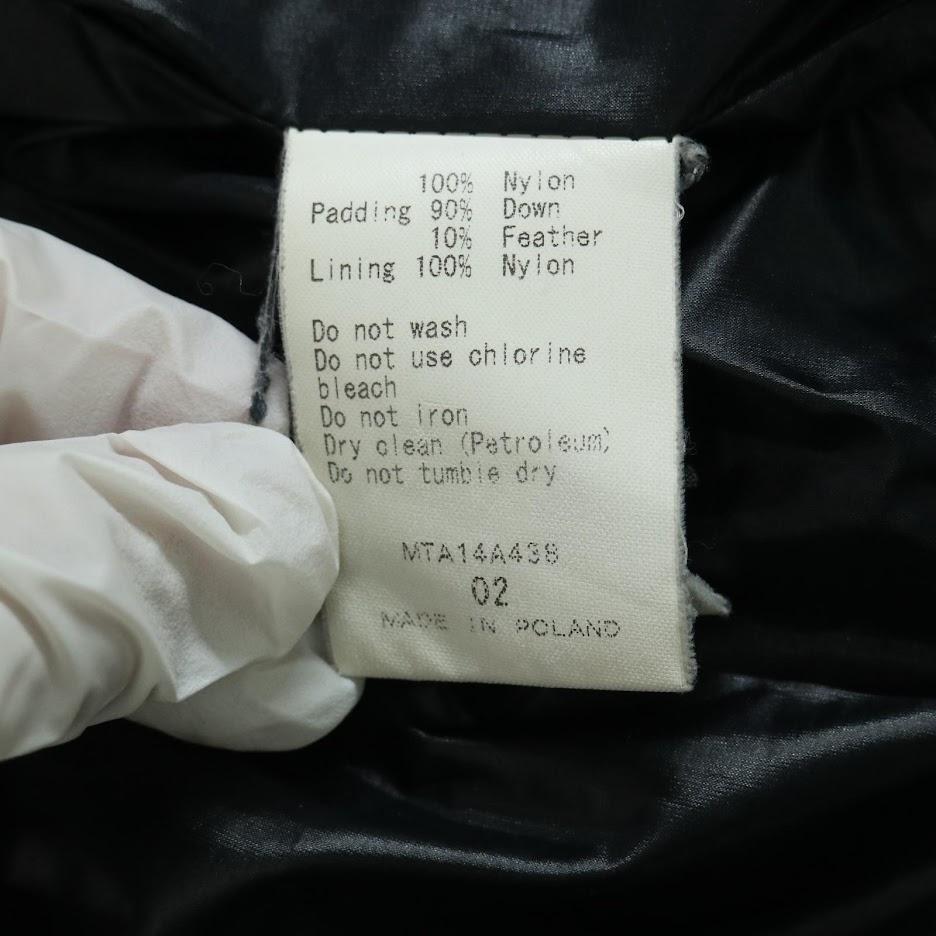 100% Nylon
Padding 90% Down
10% Feather
Lining 100% Nylon
Do not wash
Do not use chlorine
bleach
Do not iron
Dry clean (Petroleum)
Do not tumble dry
MTA14A438
02
MADE IN POLAND